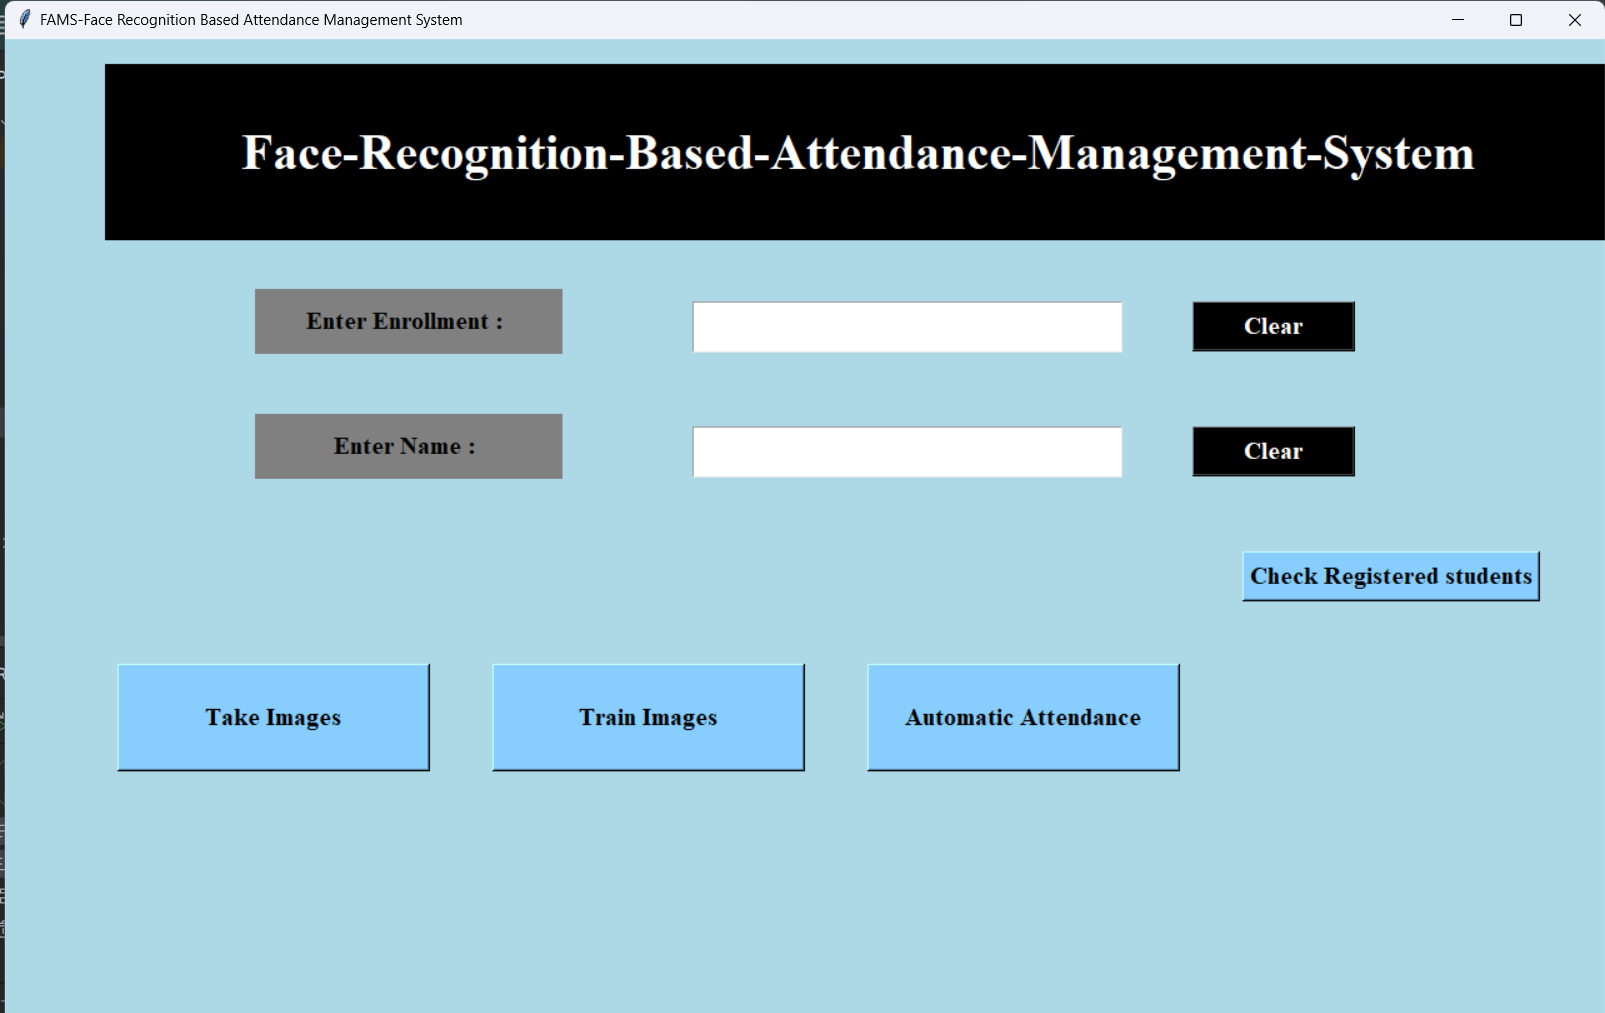 FAMS-Face Recognition Based Attendance Management System
Face-Recognition-Based-Attendance-Management-System
Enter Enrollment :
Clear
Enter Name :
Clear
Check Registered students
Take Images
Train Images
Automatic Attendance